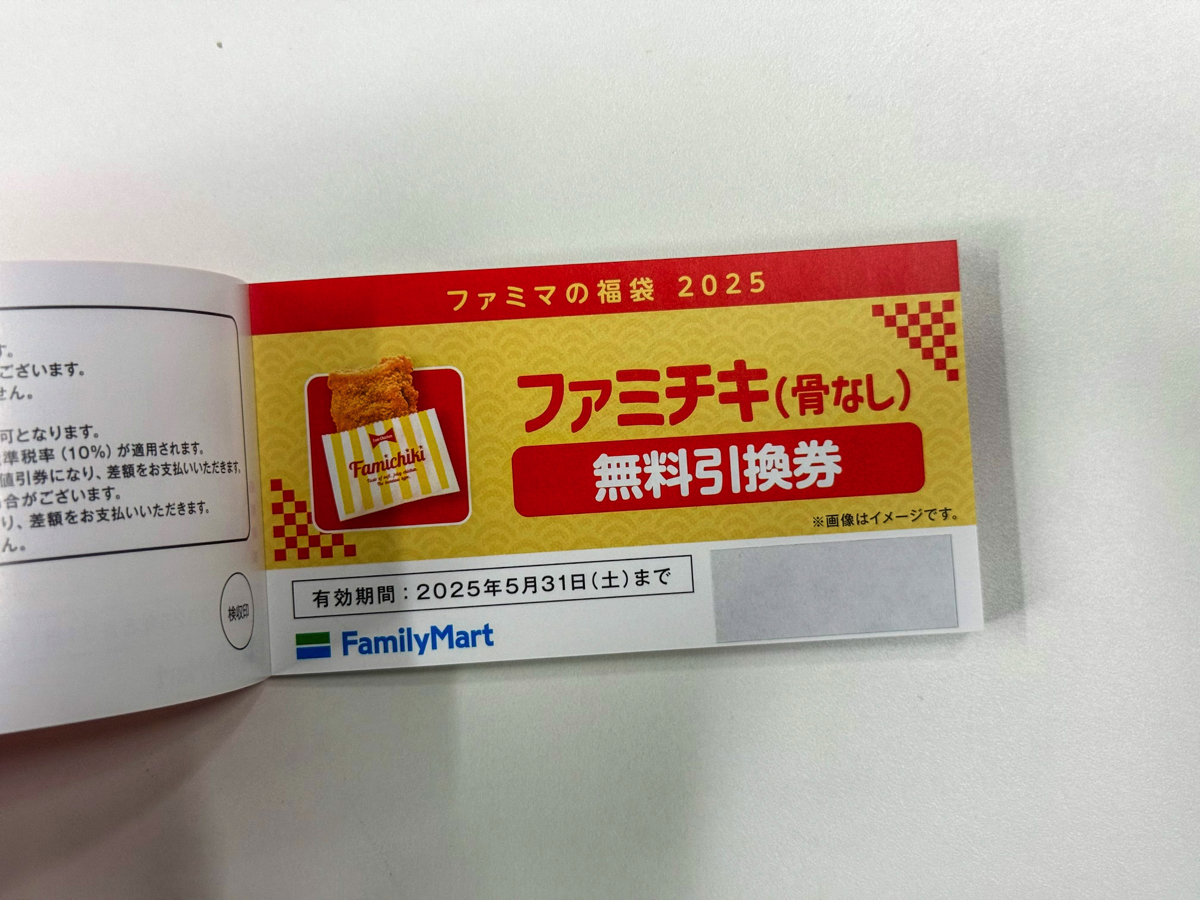 す。
ございます。
せん。
可となります。
準税率（10％）が適用されます。
値引券になり、差額をお支払いいただきます。
合がございます。
り、差額をお支払いいただきます。
ん。
検収印
ファミマの福袋 2025
Famichiki
ファミチキ（骨なし）
無料引換券
※画像はイメージです。
有効期間：2025年5月31日（土）まで
FamilyMart